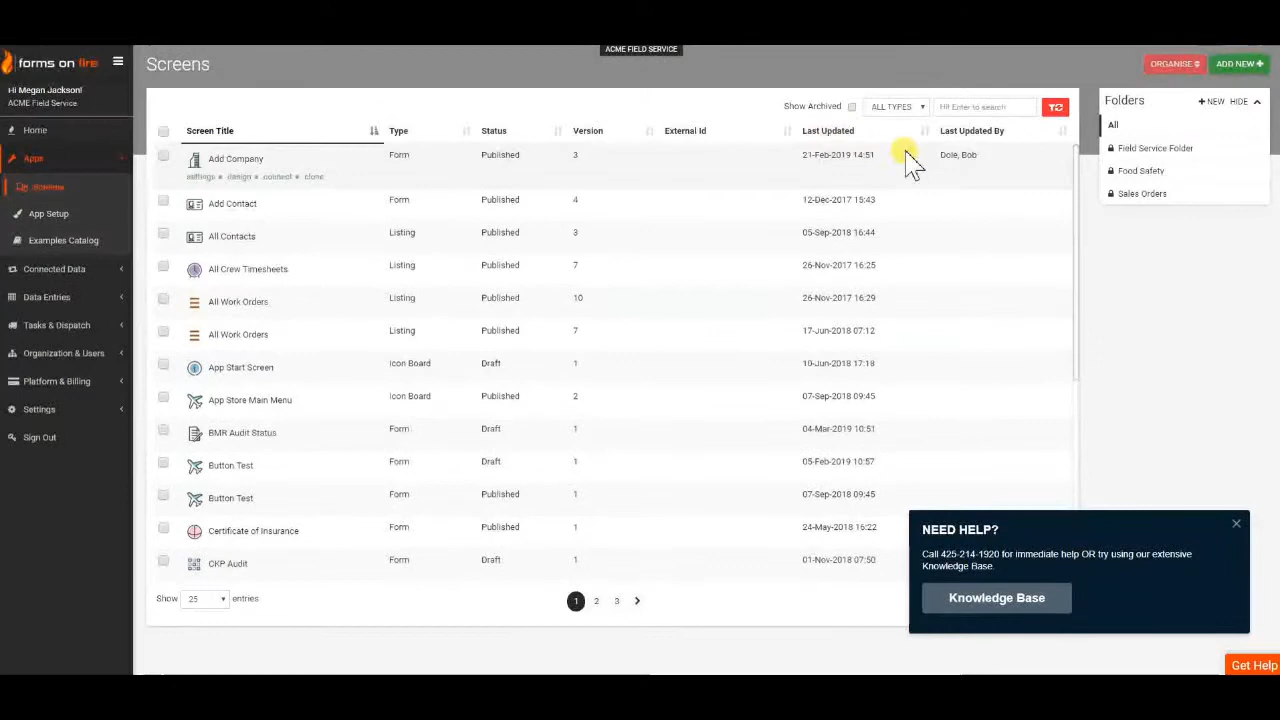 ACME FIELD SERVICE
forms on fire
Hi Megan Jackson!
ACME Field Service
Home
Apps
Screens
App Setup
Examples Catalog
Connected Data
Data Entries
Tasks & Dispatch
Organization & Users
Platform & Billing
Settings
Sign Out
Screens
ORGANISE
ADD NEW
Show Archived ALL TYPES Hit Enter to search
Screen Title Type Status Version External Id Last Updated Last Updated By
Add Company Form Published 3 21-Feb-2019 14:51 Dole, Bob
settings design connect clone
Add Contact Form Published 4 12-Dec-2017 15:43
All Contacts Listing Published 3 05-Sep-2018 16:44
All Crew Timesheets Listing Published 7 26-Nov-2017 16:25
All Work Orders Listing Published 10 26-Nov-2017 16:29
All Work Orders Listing Published 7 17-Jun-2018 07:12
App Start Screen Icon Board Draft 1 10-Jun-2018 17:18
App Store Main Menu Icon Board Published 2 07-Sep-2018 09:45
BMR Audit Status Form Draft 1 04-Mar-2019 10:51
Button Test Form Draft 1 05-Feb-2019 10:57
Button Test Form Published 1 07-Sep-2018 09:45
Certificate of Insurance Form Published 1 24-May-2018 15:22
CKP Audit Form Draft 1 01-Nov-2018 07:50
Show 25 entries
1 2 3
Folders
NEW HIDE
All
Field Service Folder
Food Safety
Sales Orders
NEED HELP?
Call 425-214-1920 for immediate help OR try using our extensive
Knowledge Base.
Knowledge Base
Get Help